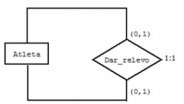 (0,1)
Atleta
Dar_relevo
1:1
(0,1)